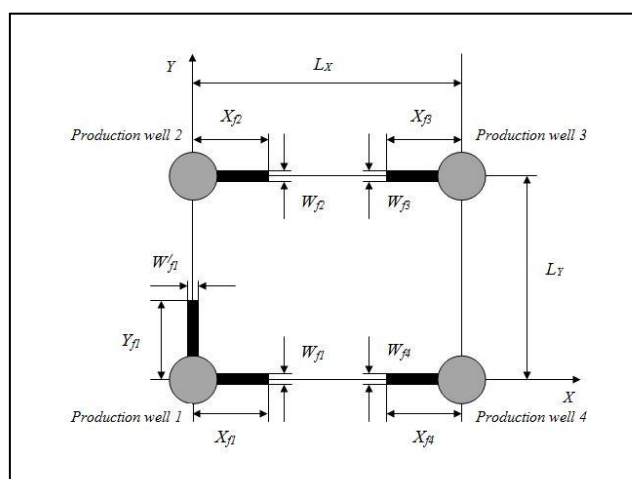 Y
L_X
X_f2
X_f3
Production well 2
Production well 3
W_f2
W_f3
W'_f1
L_Y
Y_f1
W_f1
W_f4
X
Production well 1
Production well 4
X_f1
X_f4